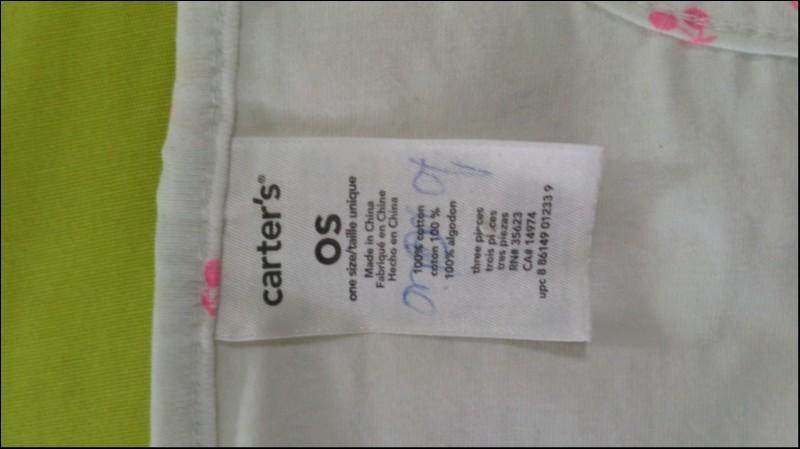 carter's®
OS
one size/taille unique
Made in China
Fabriqué en Chine
Hecho en China
100% cotton
coton 100 %
100% algodon
three pieces
trois pièces
tres piezas
RN# 35623
CA# 14974
upc 8 86149 01233 9